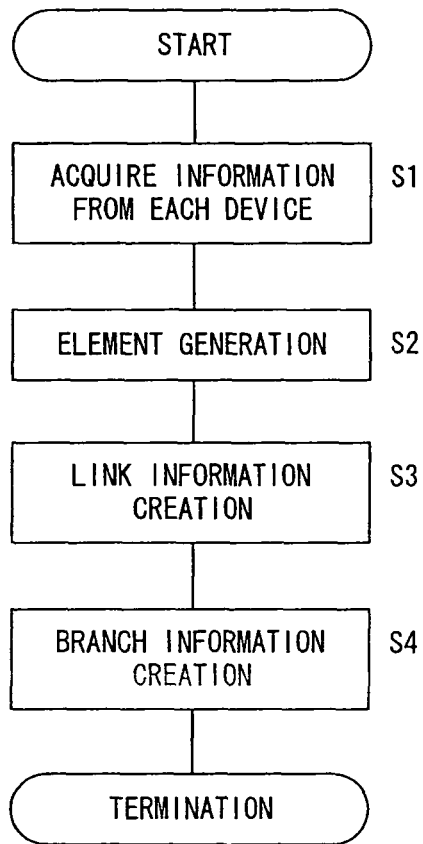 START
ACQUIRE INFORMATION
FROM EACH DEVICE
S1
ELEMENT GENERATION
S2
LINK INFORMATION
CREATION
S3
BRANCH INFORMATION
CREATION
S4
TERMINATION